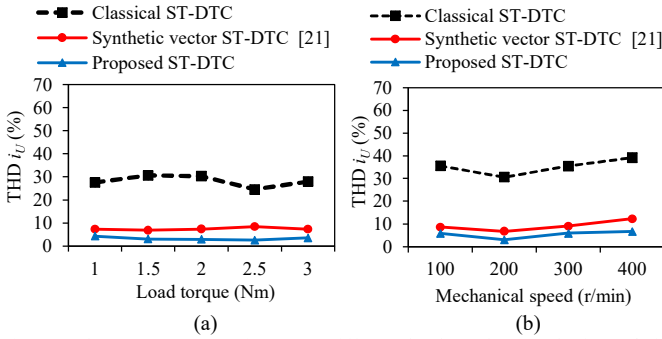 Classical ST-DTC
Synthetic vector ST-DTC [21]
Proposed ST-DTC
THD iU (%)
70
60
50
40
30
20
10
0
1 1.5 2 2.5 3
Load torque (Nm)
(a)
Classical ST-DTC
Synthetic vector ST-DTC [21]
Proposed ST-DTC
THD iU (%)
70
60
50
40
30
20
10
0
100 200 300 400
Mechanical speed (r/min)
(b)